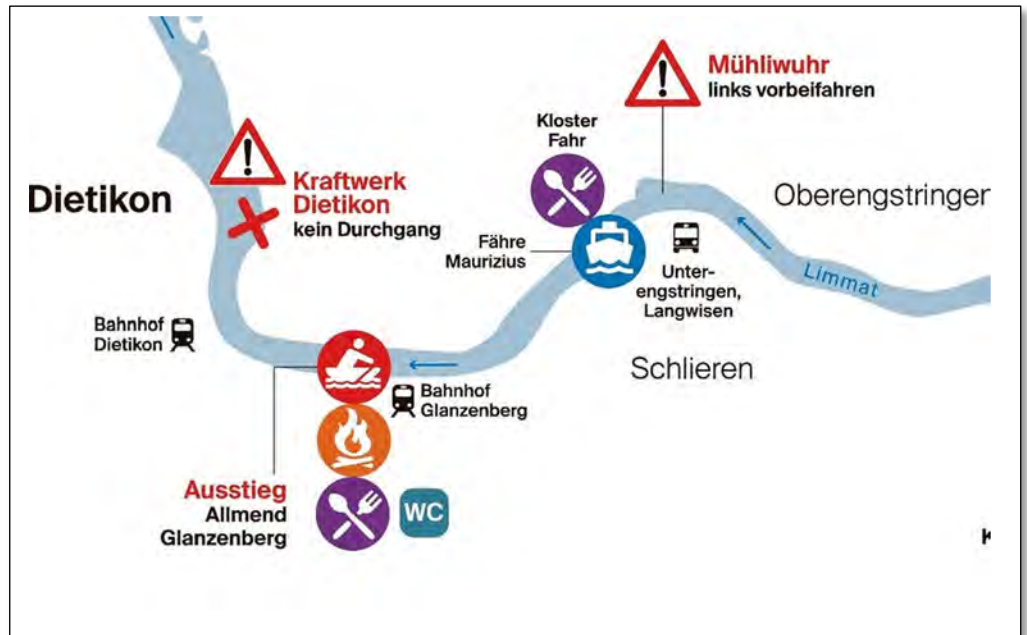 Mühliwuhr
links vorbeifahren
Kloster
Fahr
Kraftwerk
Dietikon
kein Durchgang
Dietikon
Oberengstringen
Fähre
Maurizius
Unter-
engstringen,
Langwisen
Limmat
Bahnhof
Dietikon
Schlieren
Bahnhof
Glanzenberg
Ausstieg
Allmend
Glanzenberg
WC